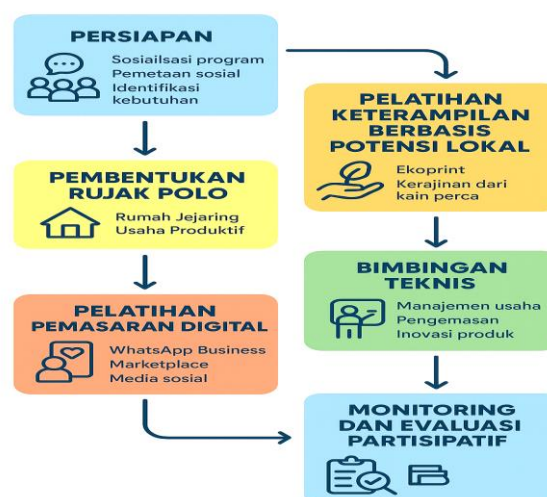 PERSIAPAN
Sosiailsasi program
Pemetaan sosial
Identifikasi
kebutuhan
PEMBENTUKAN
RUJAK POLO
Rumah Jejaring
Usaha Produktif
PELATIHAN
PEMASARAN DIGITAL
WhatsApp Business
Marketplace
Media sosial
PELATIHAN
KETERAMPILAN
BERBASIS
POTENSI LOKAL
Ekoprint
Kerajinan dari
kain perca
BIMBINGAN
TEKNIS
Manajemen usaha
Pengemasan
Inovasi produk
MONITORING
DAN EVALUASI
PARTISIPATIF